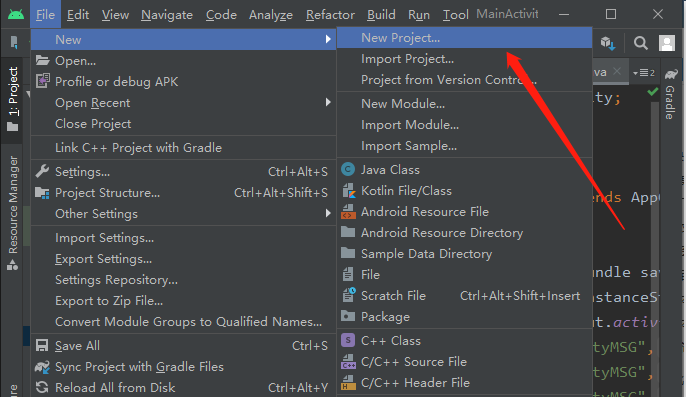 File Edit View Navigate Code Analyze Refactor Build Run Tool MainActivit
New
Open...
Profile or debug APK
Open Recent
Close Project
Link C++ Project with Gradle
Settings... Ctrl+Alt+S
Project Structure... Ctrl+Alt+Shift+S
Other Settings
Import Settings...
Export Settings...
Settings Repository...
Export to Zip File...
Convert Module Groups to Qualified Names...
Save All Ctrl+S
Sync Project with Gradle Files
Reload All from Disk Ctrl+Alt+Y
New Project...
Import Project...
Project from Version Control...
New Module...
Import Module...
Import Sample...
Java Class
Kotlin File/Class
Android Resource File
Android Resource Directory
Sample Data Directory
File
Scratch File Ctrl+Alt+Shift+Insert
Package
C++ Class
C/C++ Source File
C/C++ Header File
1: Project
Resource Manager
Gradle
ava
2
ty;
ends App
ndle sa
nstanceS
ut.activ
tyMSG",
tyMSG",
tyMSG",